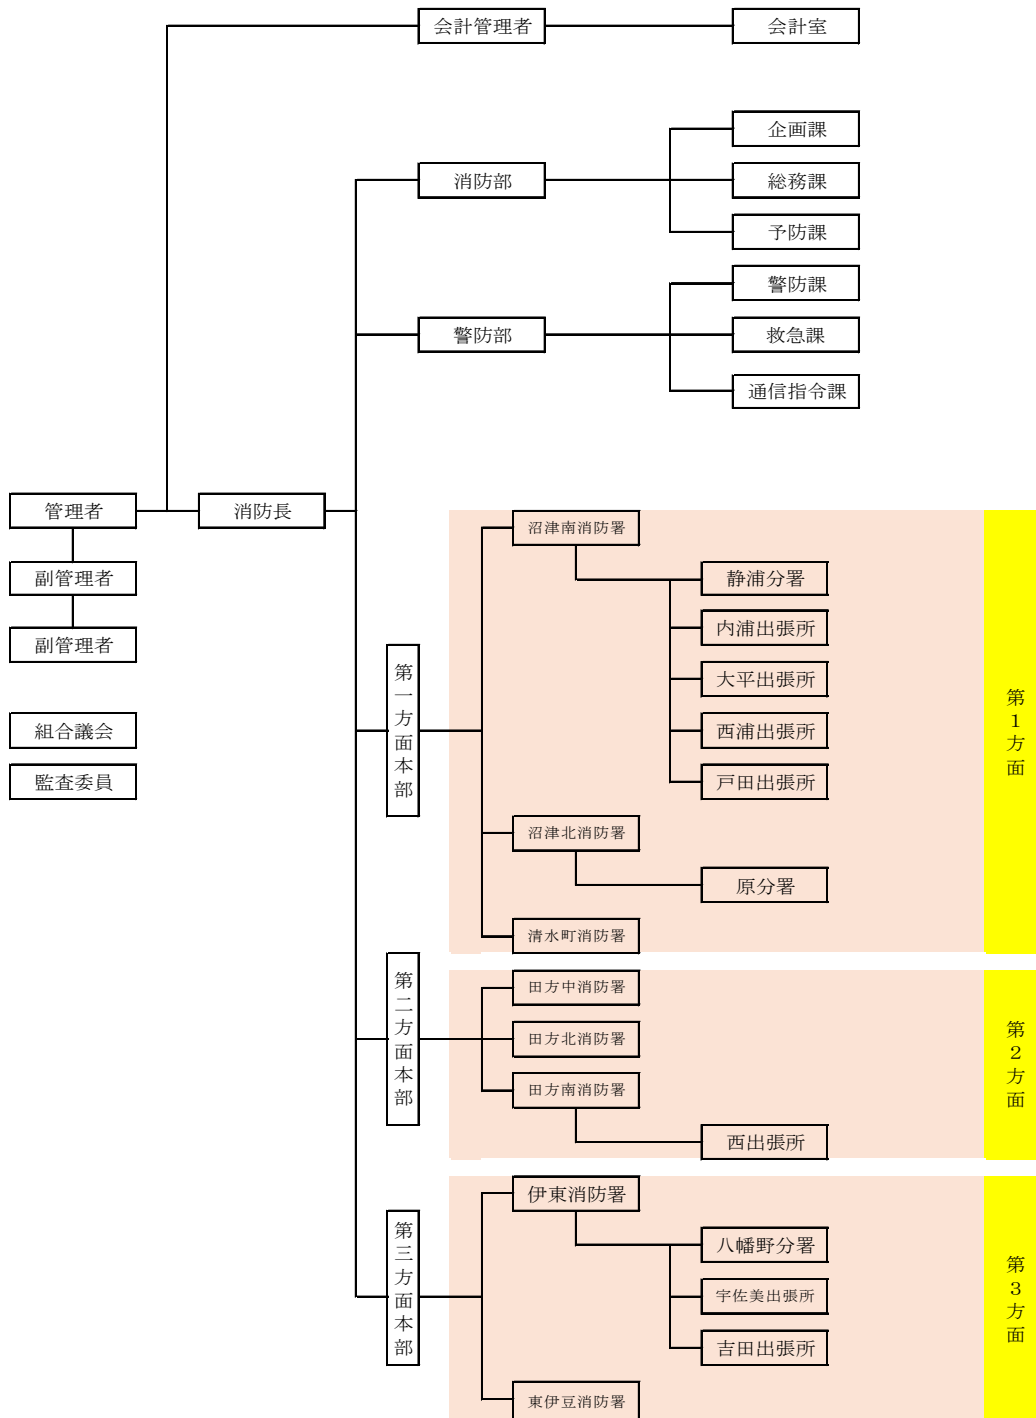 会計管理者
会計室
企画課
消防部
総務課
予防課
警防課
警防部
救急課
通信指令課
管理者
消防長
副管理者
副管理者
組合議会
監査委員
第一方面本部
沼津南消防署
静浦分署
内浦出張所
大平出張所
西浦出張所
戸田出張所
沼津北消防署
原分署
清水町消防署
第1方面
第二方面本部
田方中消防署
田方北消防署
田方南消防署
西出張所
第2方面
第三方面本部
伊東消防署
八幡野分署
宇佐美出張所
吉田出張所
東伊豆消防署
第3方面